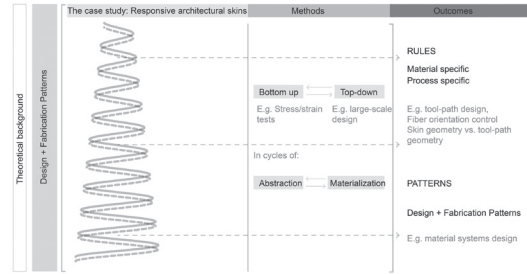 Theoretical background
Design + Fabrication Patterns
The case study: Responsive architectural skins
Methods
Outcomes
RULES
Material specific
Process specific
Bottom up
Top-down
E.g. Stress/strain
tests
E.g. large-scale
design
E.g. tool-path design,
Fiber orientation control
Skin geometry vs. tool-path
geometry
In cycles of:
Abstraction
Materialization
PATTERNS
Design + Fabrication Patterns
E.g. material systems design